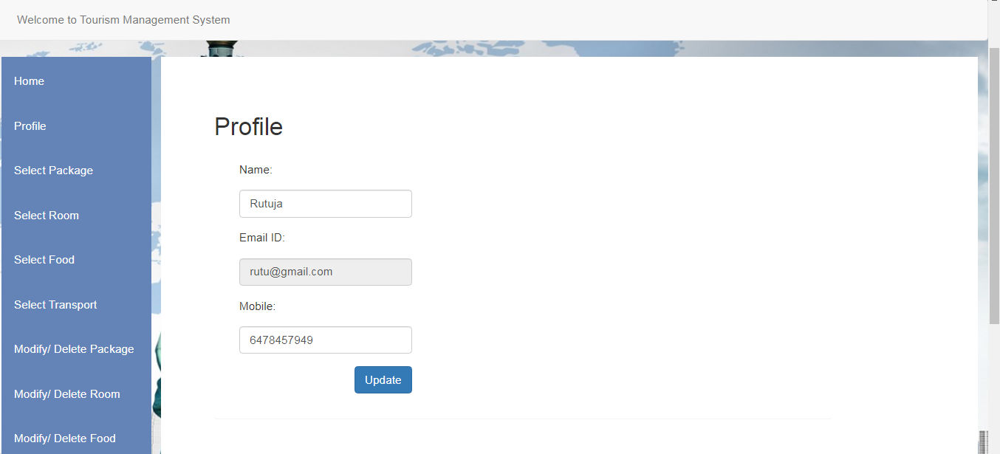 Welcome to Tourism Management System
Home
Profile
Select Package
Select Room
Select Food
Select Transport
Modify/ Delete Package
Modify/ Delete Room
Modify/ Delete Food
Profile
Name:
Rutuja
Email ID:
rutu@gmail.com
Mobile:
6478457949
Update